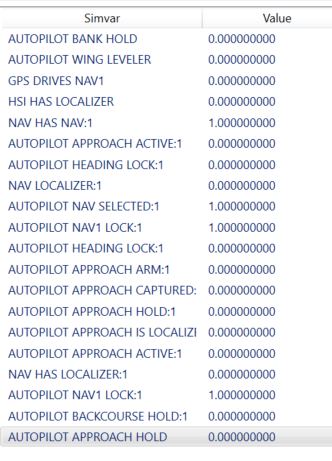 Simvar Value
AUTOPILOT BANK HOLD 0.000000000
AUTOPILOT WING LEVELER 0.000000000
GPS DRIVES NAV1 0.000000000
HSI HAS LOCALIZER 0.000000000
NAV HAS NAV:1 1.000000000
AUTOPILOT APPROACH ACTIVE:1 0.000000000
AUTOPILOT HEADING LOCK:1 0.000000000
NAV LOCALIZER:1 0.000000000
AUTOPILOT NAV SELECTED:1 1.000000000
AUTOPILOT NAV1 LOCK:1 1.000000000
AUTOPILOT HEADING LOCK:1 0.000000000
AUTOPILOT APPROACH ARM:1 0.000000000
AUTOPILOT APPROACH CAPTURED: 0.000000000
AUTOPILOT APPROACH HOLD:1 0.000000000
AUTOPILOT APPROACH IS LOCALIZI 0.000000000
AUTOPILOT APPROACH ACTIVE:1 0.000000000
NAV HAS LOCALIZER:1 0.000000000
AUTOPILOT NAV1 LOCK:1 1.000000000
AUTOPILOT BACKCOURSE HOLD:1 0.000000000
AUTOPILOT APPROACH HOLD 0.000000000